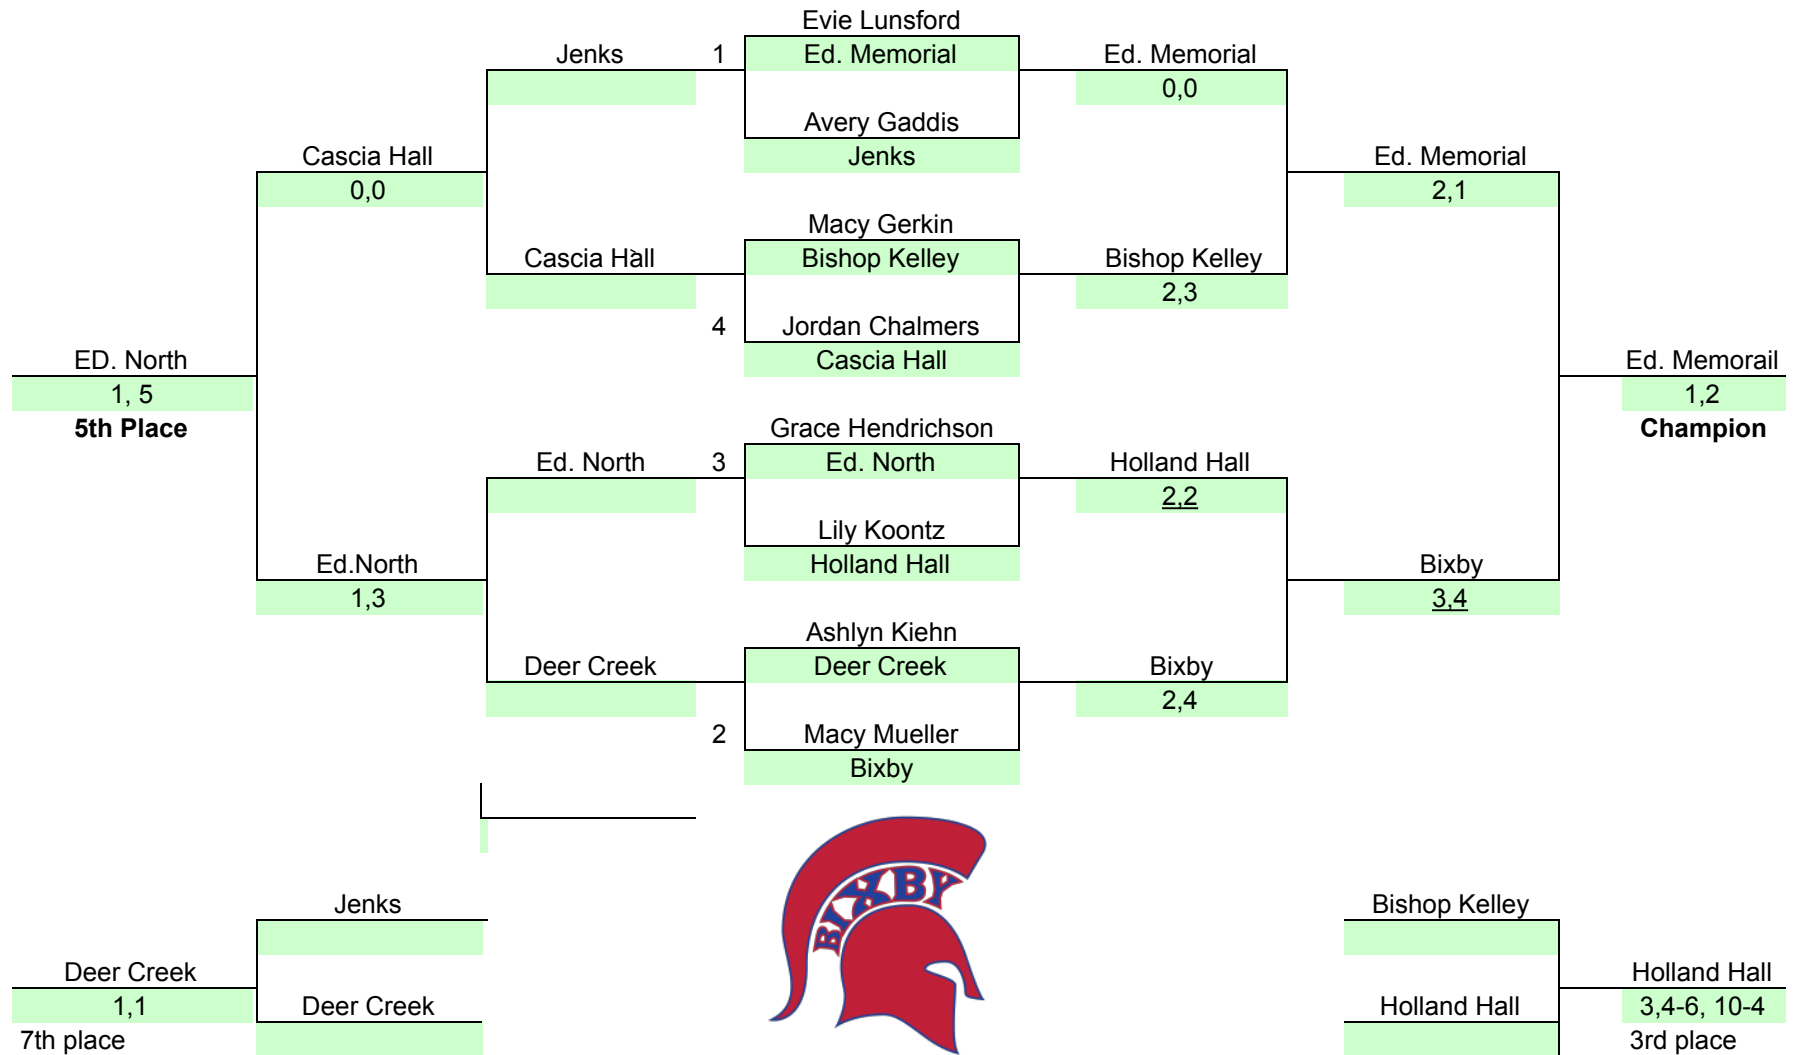 Evie Lunsford
Jenks 1 Ed. Memorial Ed. Memorial
0,0
Avery Gaddis
Cascia Hall Jenks Ed. Memorial
0,0 2,1
Macy Gerkin
Cascia Hall Bishop Kelley Bishop Kelley
2,3
4 Jordan Chalmers
ED. North Cascia Hall Ed. Memorail
1, 5 1,2
5th Place Grace Hendrichson Champion
Ed. North 3 Ed. North Holland Hall
2,2
Lily Koontz
Ed.North Holland Hall Bixby
1,3 3,4
Ashlyn Kiehn
Deer Creek Deer Creek Bixby
2,4
2 Macy Mueller
Bixby
BIXBY
Jenks Bishop Kelley
Deer Creek Holland Hall
1,1 Deer Creek Holland Hall 3,4-6, 10-4
7th place 3rd place